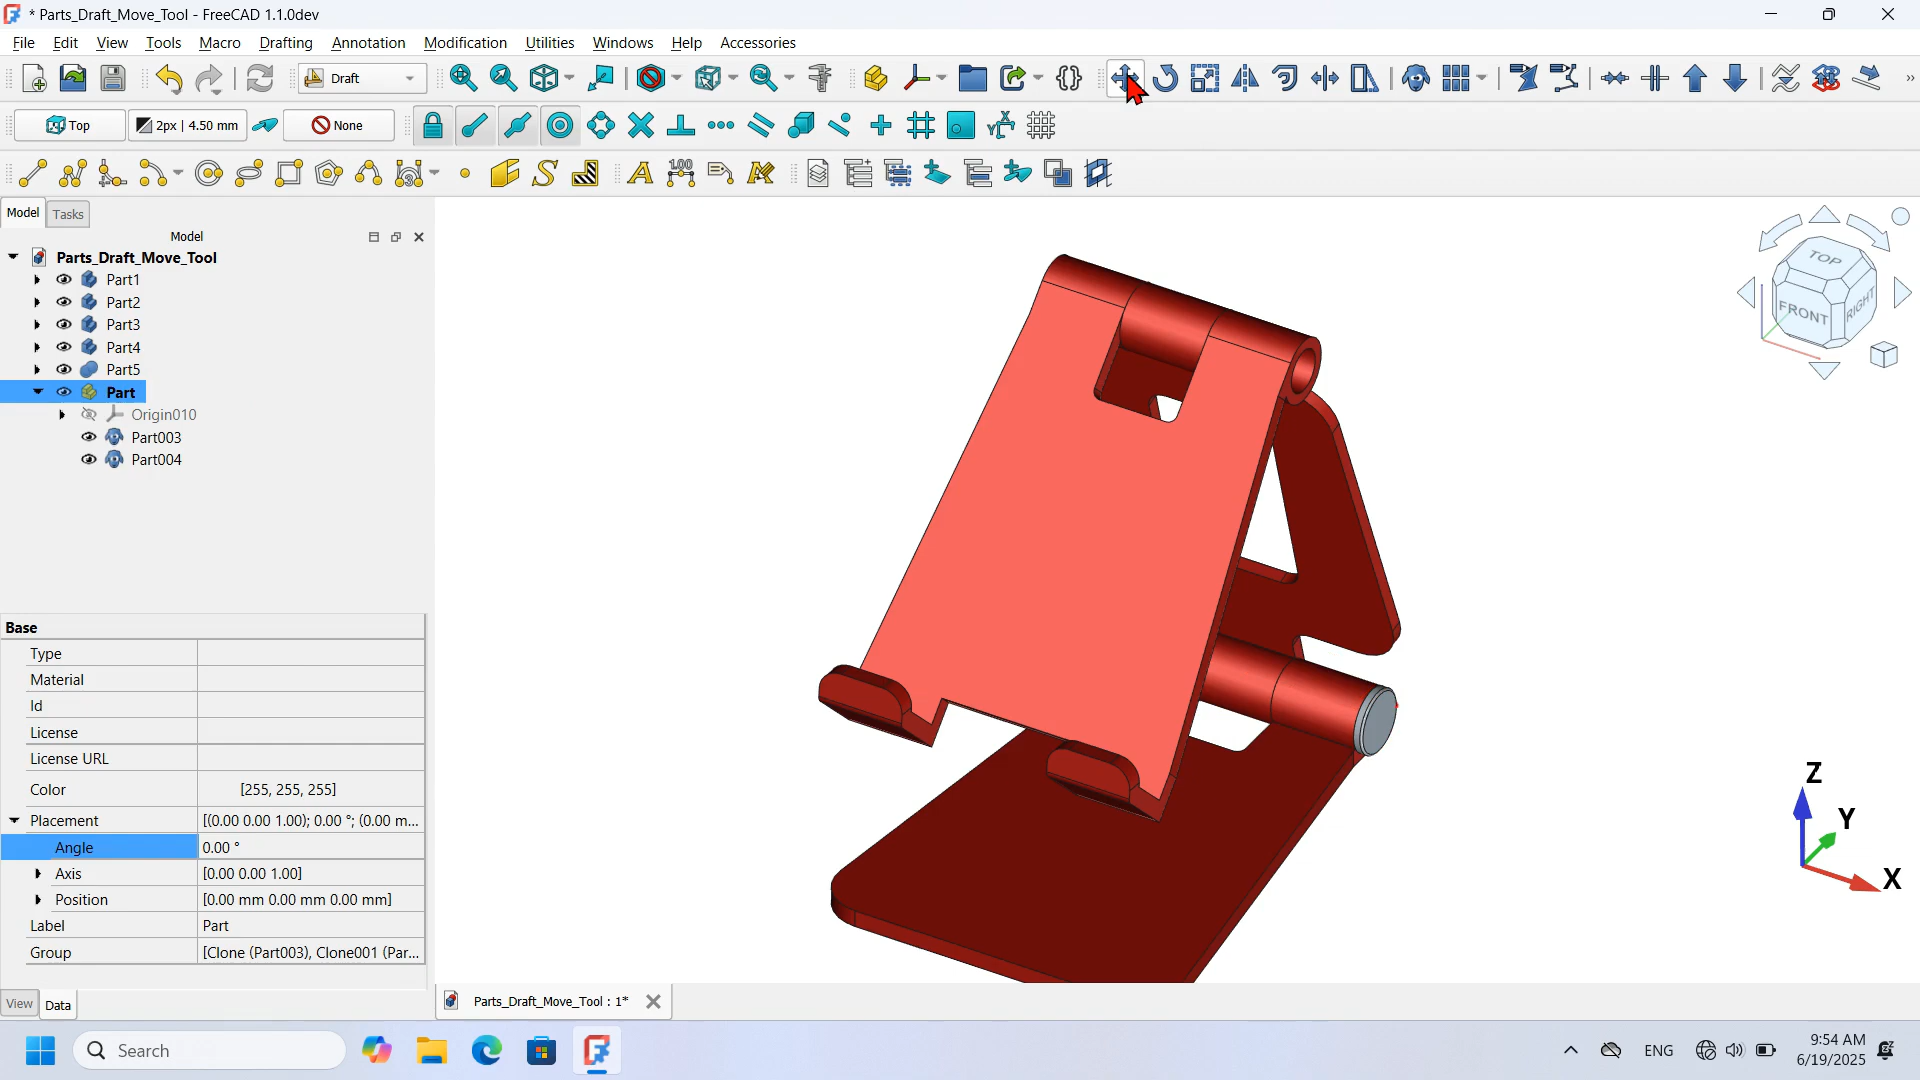 * Parts_Draft_Move_Tool - FreeCAD 1.1.0dev
File Edit View Tools Macro Drafting Annotation Modification Utilities Windows Help Accessories
Draft
»
Top 2px | 4.50 mm None
100
Model Tasks
Model
Parts_Draft_Move_Tool
Part1
Part2
Part3
Part4
Part5
Part
Origin010
Part003
Part004
TOP
FRONT
RIGHT
Base
Type
Material
Id
License
License URL
Color [255, 255, 255]
Placement [(0.00 0.00 1.00); 0.00 °; (0.00 m...
Angle 0.00 °
Axis [0.00 0.00 1.00]
Position [0.00 mm 0.00 mm 0.00 mm]
Label Part
Group [Clone (Part003), Clone001 (Par...
Z
Y
X
View Data
Parts_Draft_Move_Tool : 1*
Search
ENG
9:54 AM
6/19/2025